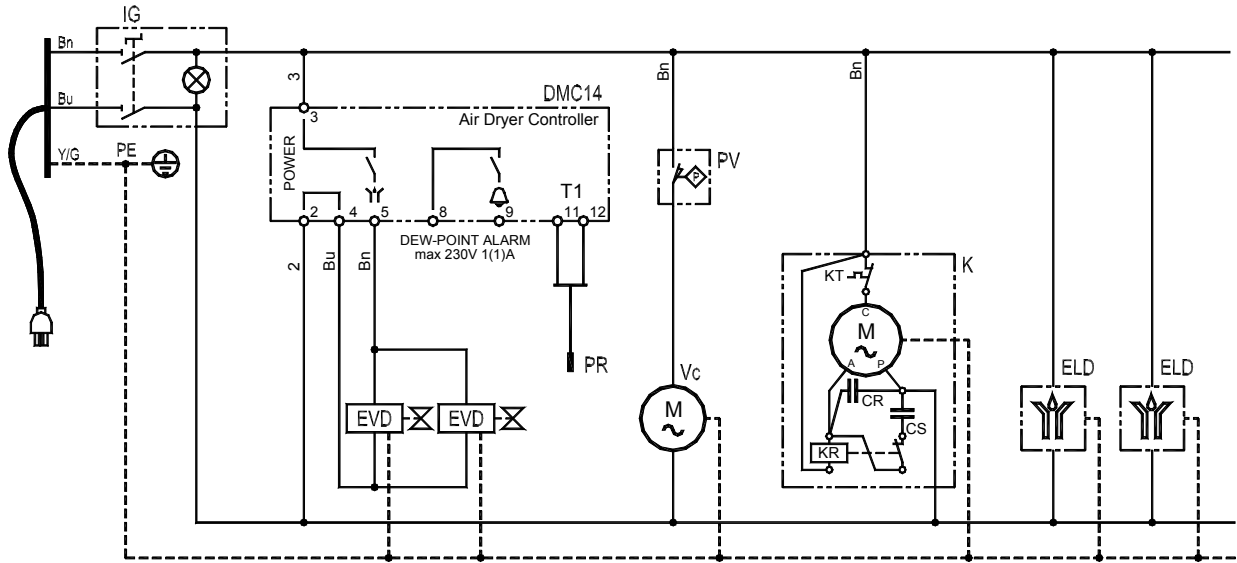 IG
Bn
Bu
Y/G
PE
3
DMC14
3
Air Dryer Controller
POWER
T1
2
4
5
8
9
11
12
DEW-POINT ALARM
max 230V 1(1)A
2
Bu
Bn
PR
EVD
EVD
Bn
PV
P
Vc
M
Bn
K
KT
C
M
A
P
CR
CS
KR
ELD
ELD